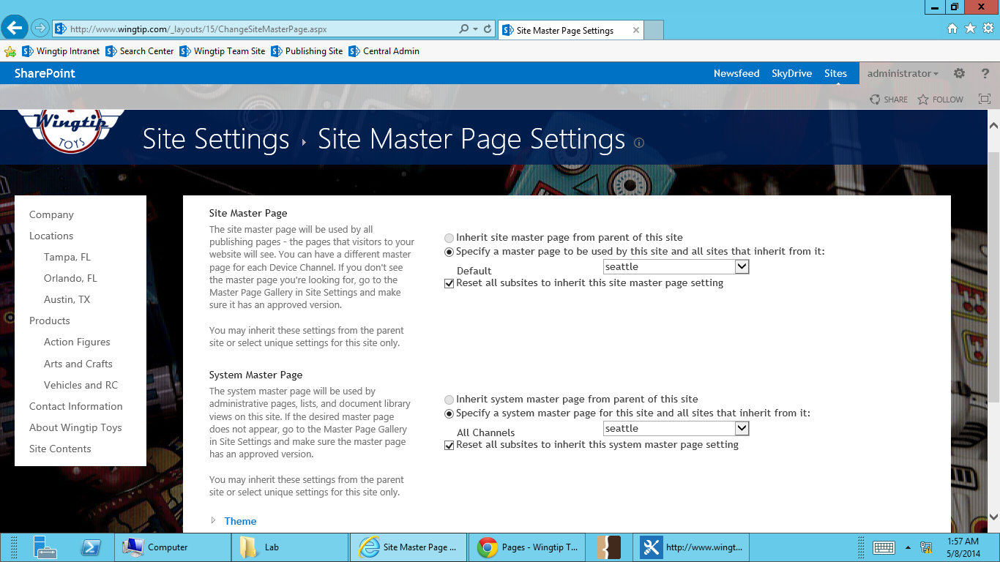 http://www.wingtip.com/_layouts/15/ChangeSiteMasterPage.aspx
Site Master Page Settings
Wingtip Intranet
Search Center
Wingtip Team Site
Publishing Site
Central Admin
SharePoint
Newsfeed
SkyDrive
Sites
administrator
SHARE
FOLLOW
Wingtip
TOYS
Site Settings
Site Master Page Settings
Company
Locations
Tampa, FL
Orlando, FL
Austin, TX
Products
Action Figures
Arts and Crafts
Vehicles and RC
Contact Information
About Wingtip Toys
Site Contents
Site Master Page
The site master page will be used by all
publishing pages - the pages that visitors to your
website will see. You can have a different master
page for each Device Channel. If you don't see
the master page you're looking for, go to the
Master Page Gallery in Site Settings and make
sure it has an approved version.
You may inherit these settings from the parent
site or select unique settings for this site only.
Inherit site master page from parent of this site
Specify a master page to be used by this site and all sites that inherit from it:
Default
seattle
Reset all subsites to inherit this site master page setting
System Master Page
The system master page will be used by
administrative pages, lists, and document library
views on this site. If the desired master page
does not appear, go to the Master Page Gallery
in Site Settings and make sure the master page
has an approved version.
You may inherit these settings from the parent
site or select unique settings for this site only.
Inherit system master page from parent of this site
Specify a system master page for this site and all sites that inherit from it:
All Channels
seattle
Reset all subsites to inherit this system master page setting
Theme
Computer
Lab
Site Master Page ...
Pages - Wingtip T...
http://www.wingt...
1:57 AM
5/8/2014